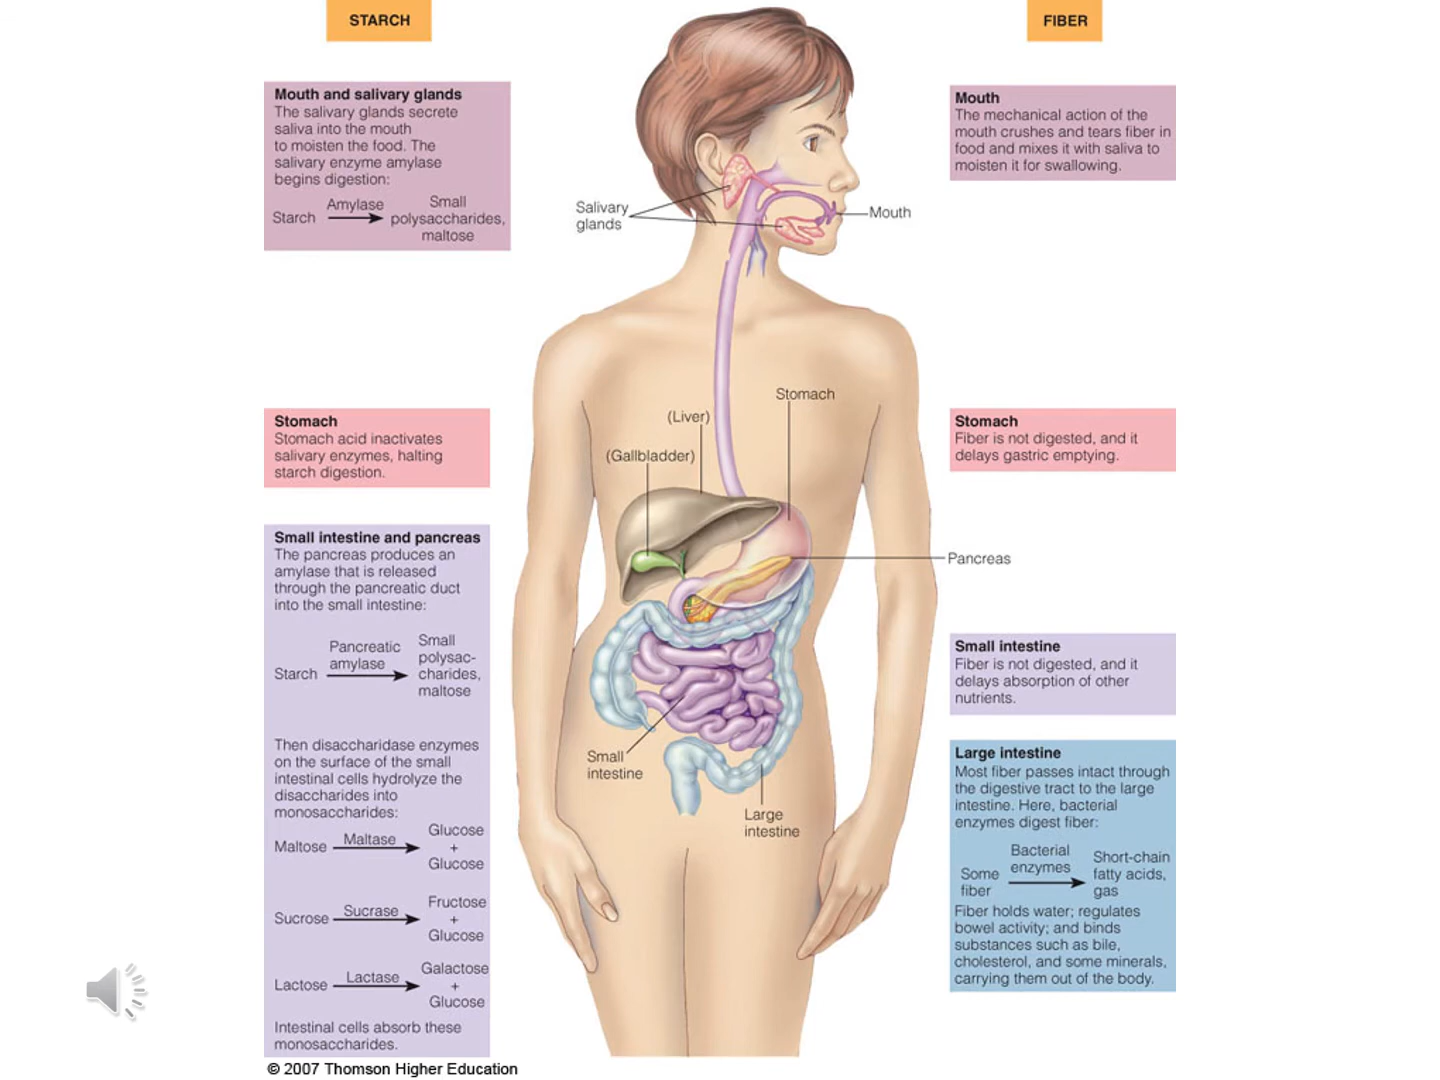 STARCH
Mouth and salivary glands
The salivary glands secrete
saliva into the mouth
to moisten the food. The
salivary enzyme amylase
begins digestion:
Starch
Amylase
Small
polysaccharides,
maltose
Stomach
Stomach acid inactivates
salivary enzymes, halting
starch digestion.
Small intestine and pancreas
The pancreas produces an
amylase that is released
through the pancreatic duct
into the small intestine:
Starch
Pancreatic
amylase
Small
polysac-
charides,
maltose
Then disaccharidase enzymes
on the surface of the small
intestinal cells hydrolyze the
disaccharides into
monosaccharides:
Maltose
Maltase
Glucose
+
Glucose
Sucrose
Sucrase
Fructose
+
Glucose
Lactose
Lactase
Galactose
+
Glucose
Intestinal cells absorb these
monosaccharides.
Salivary
glands
Mouth
Stomach
(Liver)
(Gallbladder)
Pancreas
Small
intestine
Large
intestine
FIBER
Mouth
The mechanical action of the
mouth crushes and tears fiber in
food and mixes it with saliva to
moisten it for swallowing.
Stomach
Fiber is not digested, and it
delays gastric emptying.
Small intestine
Fiber is not digested, and it
delays absorption of other
nutrients.
Large intestine
Most fiber passes intact through
the digestive tract to the large
intestine. Here, bacterial
enzymes digest fiber:
Some
fiber
Bacterial
enzymes
Short-chain
fatty acids,
gas
Fiber holds water; regulates
bowel activity; and binds
substances such as bile,
cholesterol, and some minerals,
carrying them out of the body.
© 2007 Thomson Higher Education